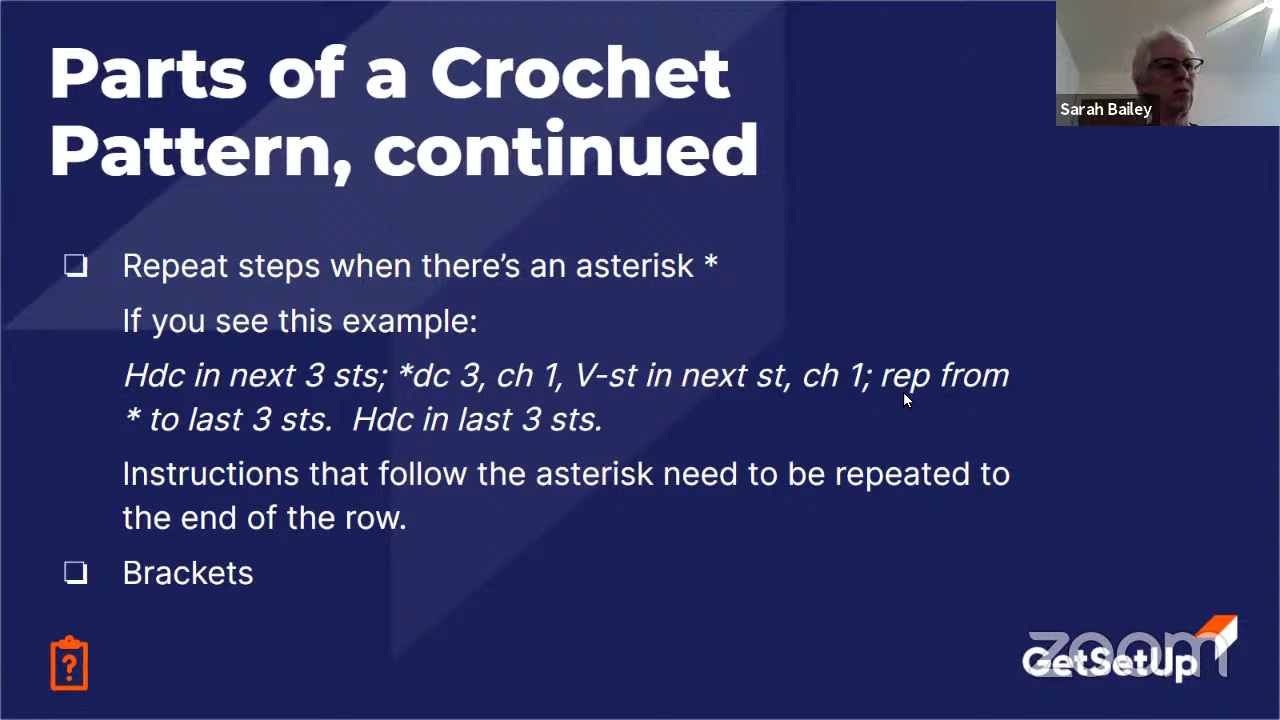 Parts of a Crochet
Pattern, continued
Sarah Bailey
❏ Repeat steps when there’s an asterisk *
If you see this example:
Hdc in next 3 sts; *dc 3, ch 1, V-st in next st, ch 1; rep from
* to last 3 sts.  Hdc in last 3 sts.
Instructions that follow the asterisk need to be repeated to
the end of the row.
❏ Brackets
?
zoom
GetSetUp